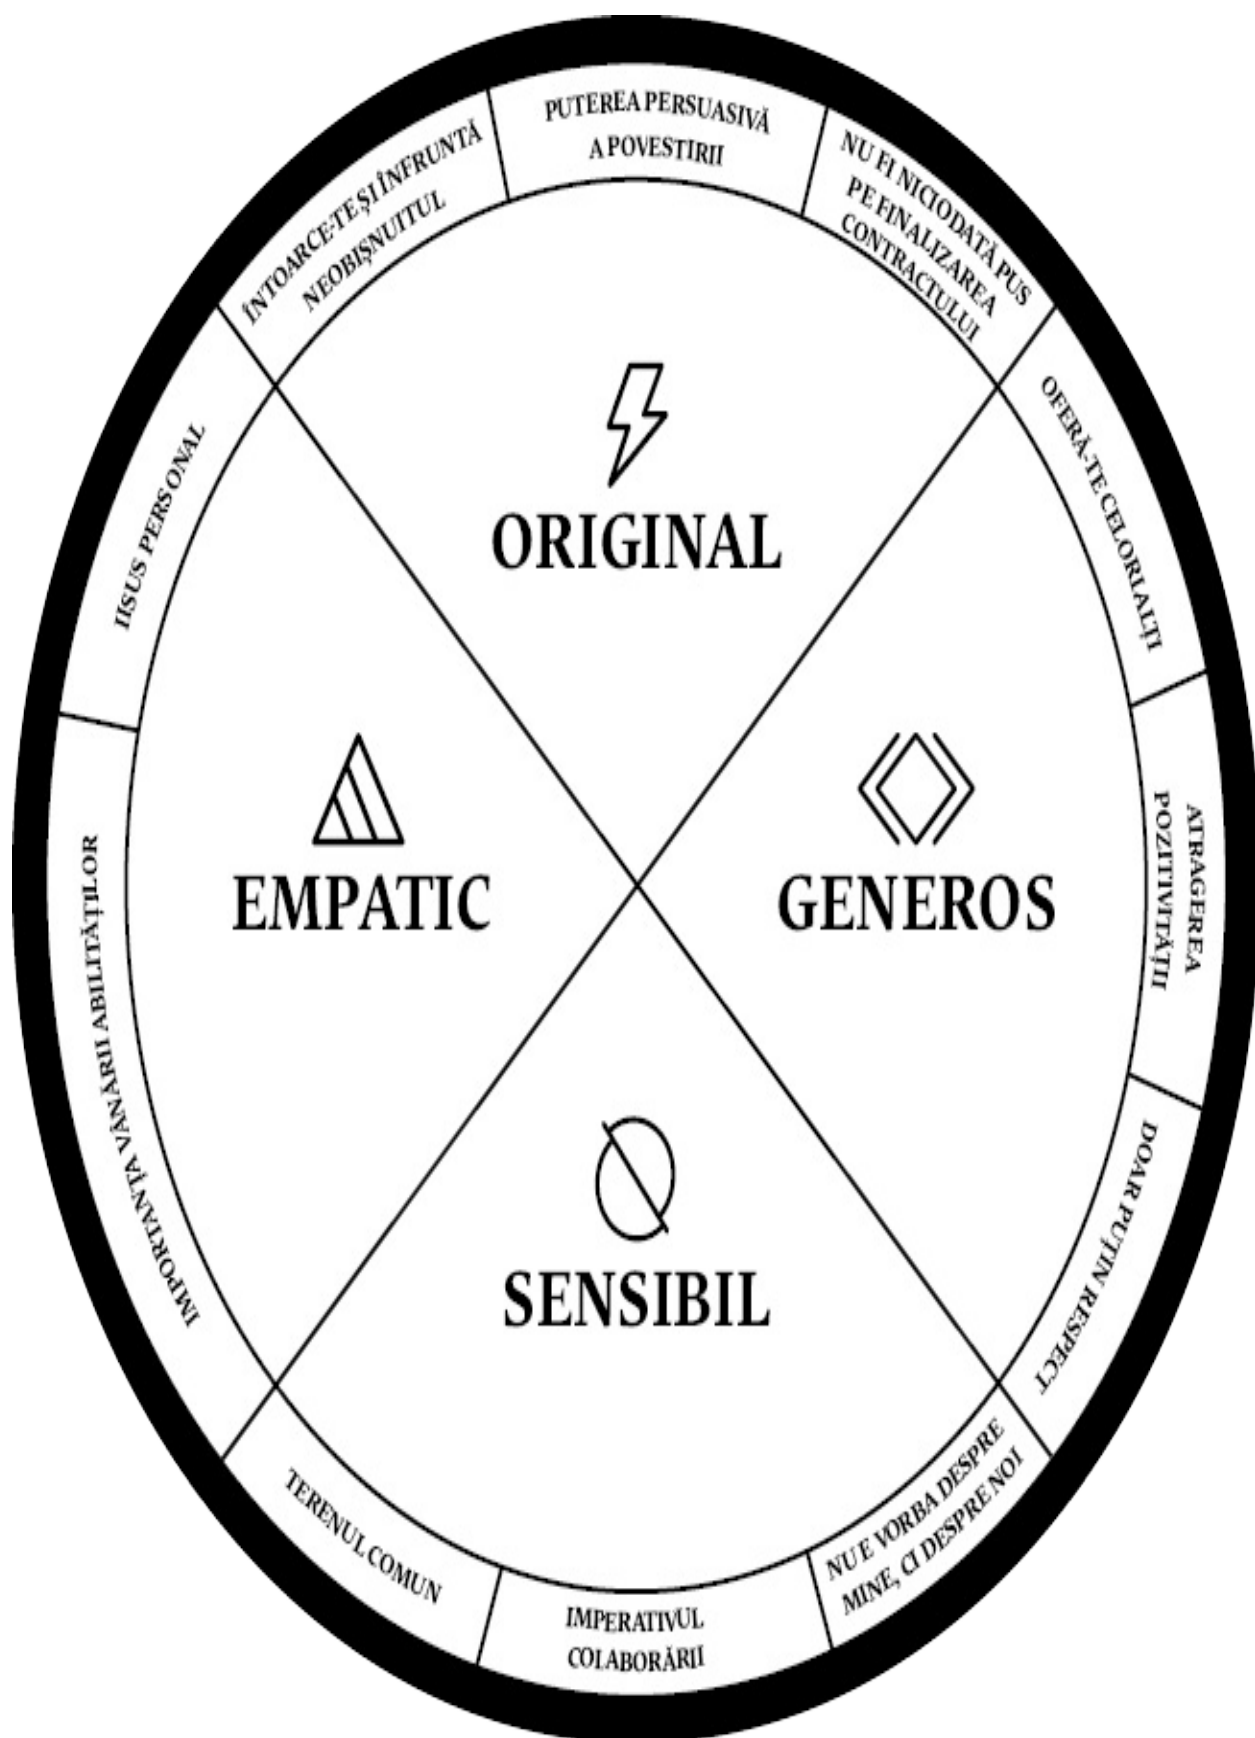 PUTEREA PERSUASIVĂ
A POVESTIRII
NU FI NICIODATĂ PUS
PE FINALIZAREA
CONTRACTULUI
OFERĂ-TE CELORIALȚI
ATRAGEREA
POZITIVITĂȚII
DOAR PUȚIN RESPECT
NU E VORBA DESPRE
MINE, CI DESPRE NOI
IMPERATIVUL
COLABORĂRII
TERENUL COMUN
IMPORTANȚA VÂNĂRII ABILITĂȚILOR
IISUS PERSONAL
ÎNTOARCE-TE ȘI ÎNFRUNTĂ
NEOBIȘNUITUL
ORIGINAL
EMPATIC
GENEROS
SENSIBIL